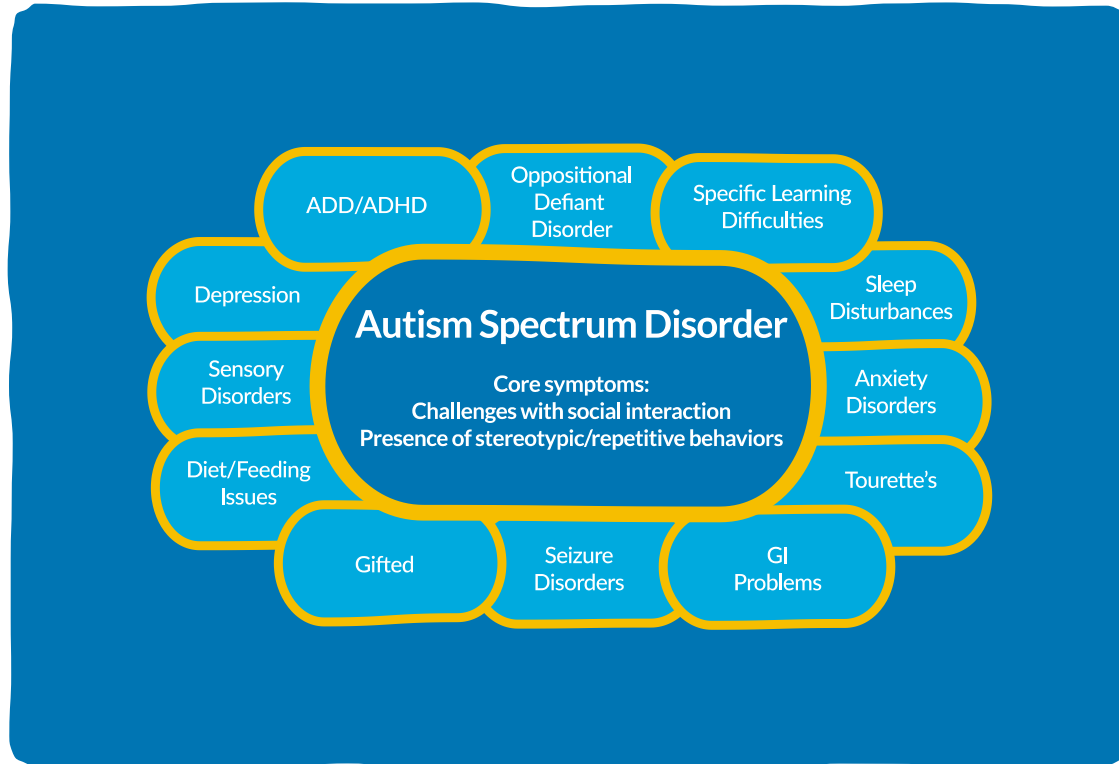 ADD/ADHD
Oppositional
Defiant
Disorder
Specific Learning
Difficulties
Depression
Sleep
Disturbances
Autism Spectrum Disorder
Core symptoms:
Challenges with social interaction
Presence of stereotypic/repetitive behaviors
Sensory
Disorders
Anxiety
Disorders
Diet/Feeding
Issues
Tourette’s
Gifted
Seizure
Disorders
GI
Problems